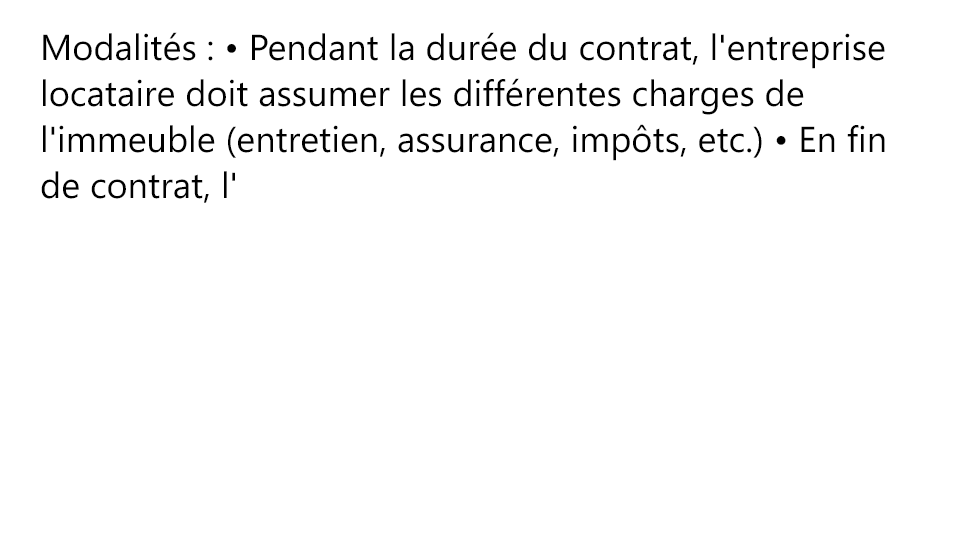 Modalités : • Pendant la durée du contrat, l'entreprise
locataire doit assumer les différentes charges de
l'immeuble (entretien, assurance, impôts, etc.) • En fin
de contrat, l'